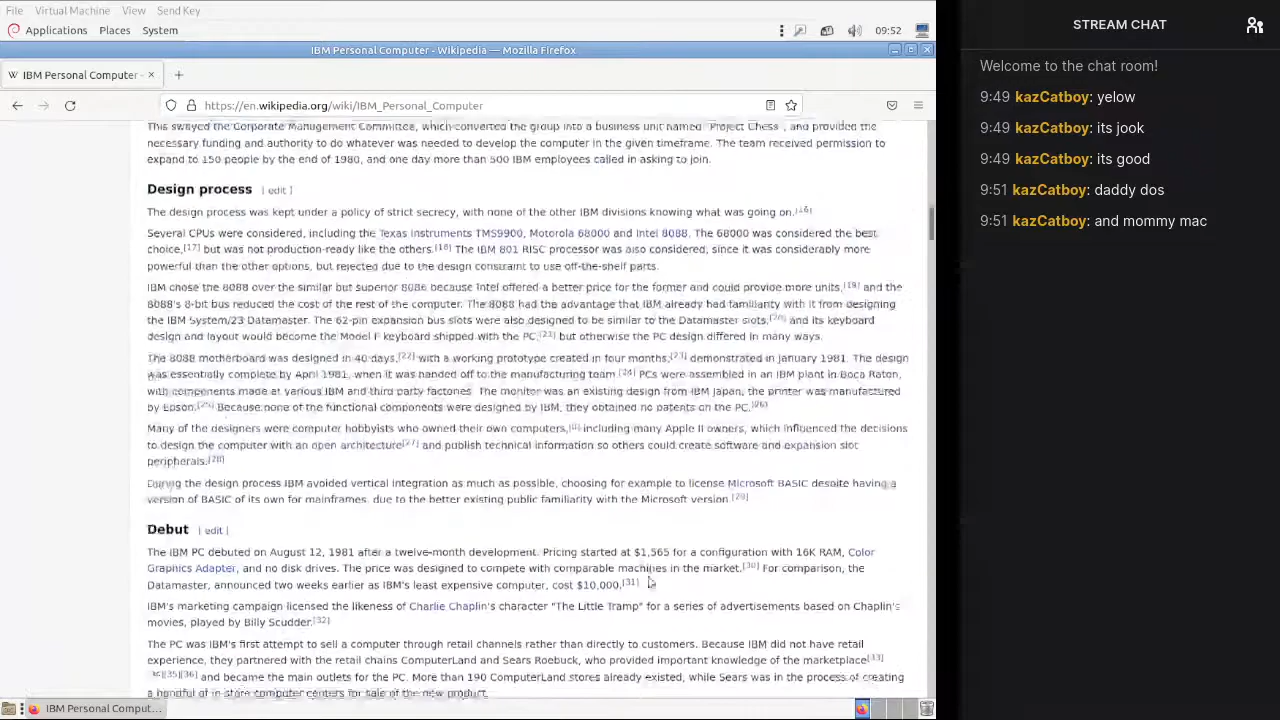 File Virtual Machine View Send Key
Applications Places System 09:52
IBM Personal Computer - Wikipedia — Mozilla Firefox
W IBM Personal Computer -
https://en.wikipedia.org/wiki/IBM_Personal_Computer
This swayed the Corporate Management Committee, which converted the group into a business unit named "Project Chess", and provided the
necessary funding and authority to do whatever was needed to develop the computer in the given timeframe. The team received permission to
expand to 150 people by the end of 1980, and one day more than 500 IBM employees called in asking to join.
Design process [ edit ]
The design process was kept under a policy of strict secrecy, with none of the other IBM divisions knowing what was going on.[16]
Several CPUs were considered, including the Texas Instruments TMS9900, Motorola 68000 and Intel 8088. The 68000 was considered the best
choice,[17] but was not production-ready like the others.[18] The IBM 801 RISC processor was also considered, since it was considerably more
powerful than the other options, but rejected due to the design constraint to use off-the-shelf parts.
IBM chose the 8088 over the similar but superior 8086 because Intel offered a better price for the former and could provide more units,[19] and the
8088's 8-bit bus reduced the cost of the rest of the computer. The 8088 had the advantage that IBM already had familiarity with it from designing
the IBM System/23 Datamaster. The 62-pin expansion bus slots were also designed to be similar to the Datamaster slots,[20] and its keyboard
design and layout would become the Model F keyboard shipped with the PC,[21] but otherwise the PC design differed in many ways.
The 8088 motherboard was designed in 40 days,[22] with a working prototype created in four months,[23] demonstrated in January 1981. The design
was essentially complete by April 1981, when it was handed off to the manufacturing team.[24] PCs were assembled in an IBM plant in Boca Raton,
with components made at various IBM and third party factories. The monitor was an existing design from IBM Japan, the printer was manufactured
by Epson.[25] Because none of the functional components were designed by IBM, they obtained no patents on the PC.[26]
Many of the designers were computer hobbyists who owned their own computers,[8] including many Apple II owners, which influenced the decisions
to design the computer with an open architecture[27] and publish technical information so others could create software and expansion slot
peripherals.[28]
During the design process IBM avoided vertical integration as much as possible, choosing for example to license Microsoft BASIC despite having a
version of BASIC of its own for mainframes, due to the better existing public familiarity with the Microsoft version.[29]
Debut [ edit ]
The IBM PC debuted on August 12, 1981 after a twelve-month development. Pricing started at $1,565 for a configuration with 16K RAM, Color
Graphics Adapter, and no disk drives. The price was designed to compete with comparable machines in the market.[30] For comparison, the
Datamaster, announced two weeks earlier as IBM's least expensive computer, cost $10,000.[31]
IBM's marketing campaign licensed the likeness of Charlie Chaplin's character "The Little Tramp" for a series of advertisements based on Chaplin's
movies, played by Billy Scudder.[32]
The PC was IBM's first attempt to sell a computer through retail channels rather than directly to customers. Because IBM did not have retail
experience, they partnered with the retail chains ComputerLand and Sears Roebuck, who provided important knowledge of the marketplace[33]
[34][35][36] and became the main outlets for the PC. More than 190 ComputerLand stores already existed, while Sears was in the process of creating
a handful of in-store computer centers for sale of the new product.
IBM Personal Comput...
STREAM CHAT
Welcome to the chat room!
9:49 kazCatboy: yelow
9:49 kazCatboy: its jook
9:49 kazCatboy: its good
9:51 kazCatboy: daddy dos
9:51 kazCatboy: and mommy mac